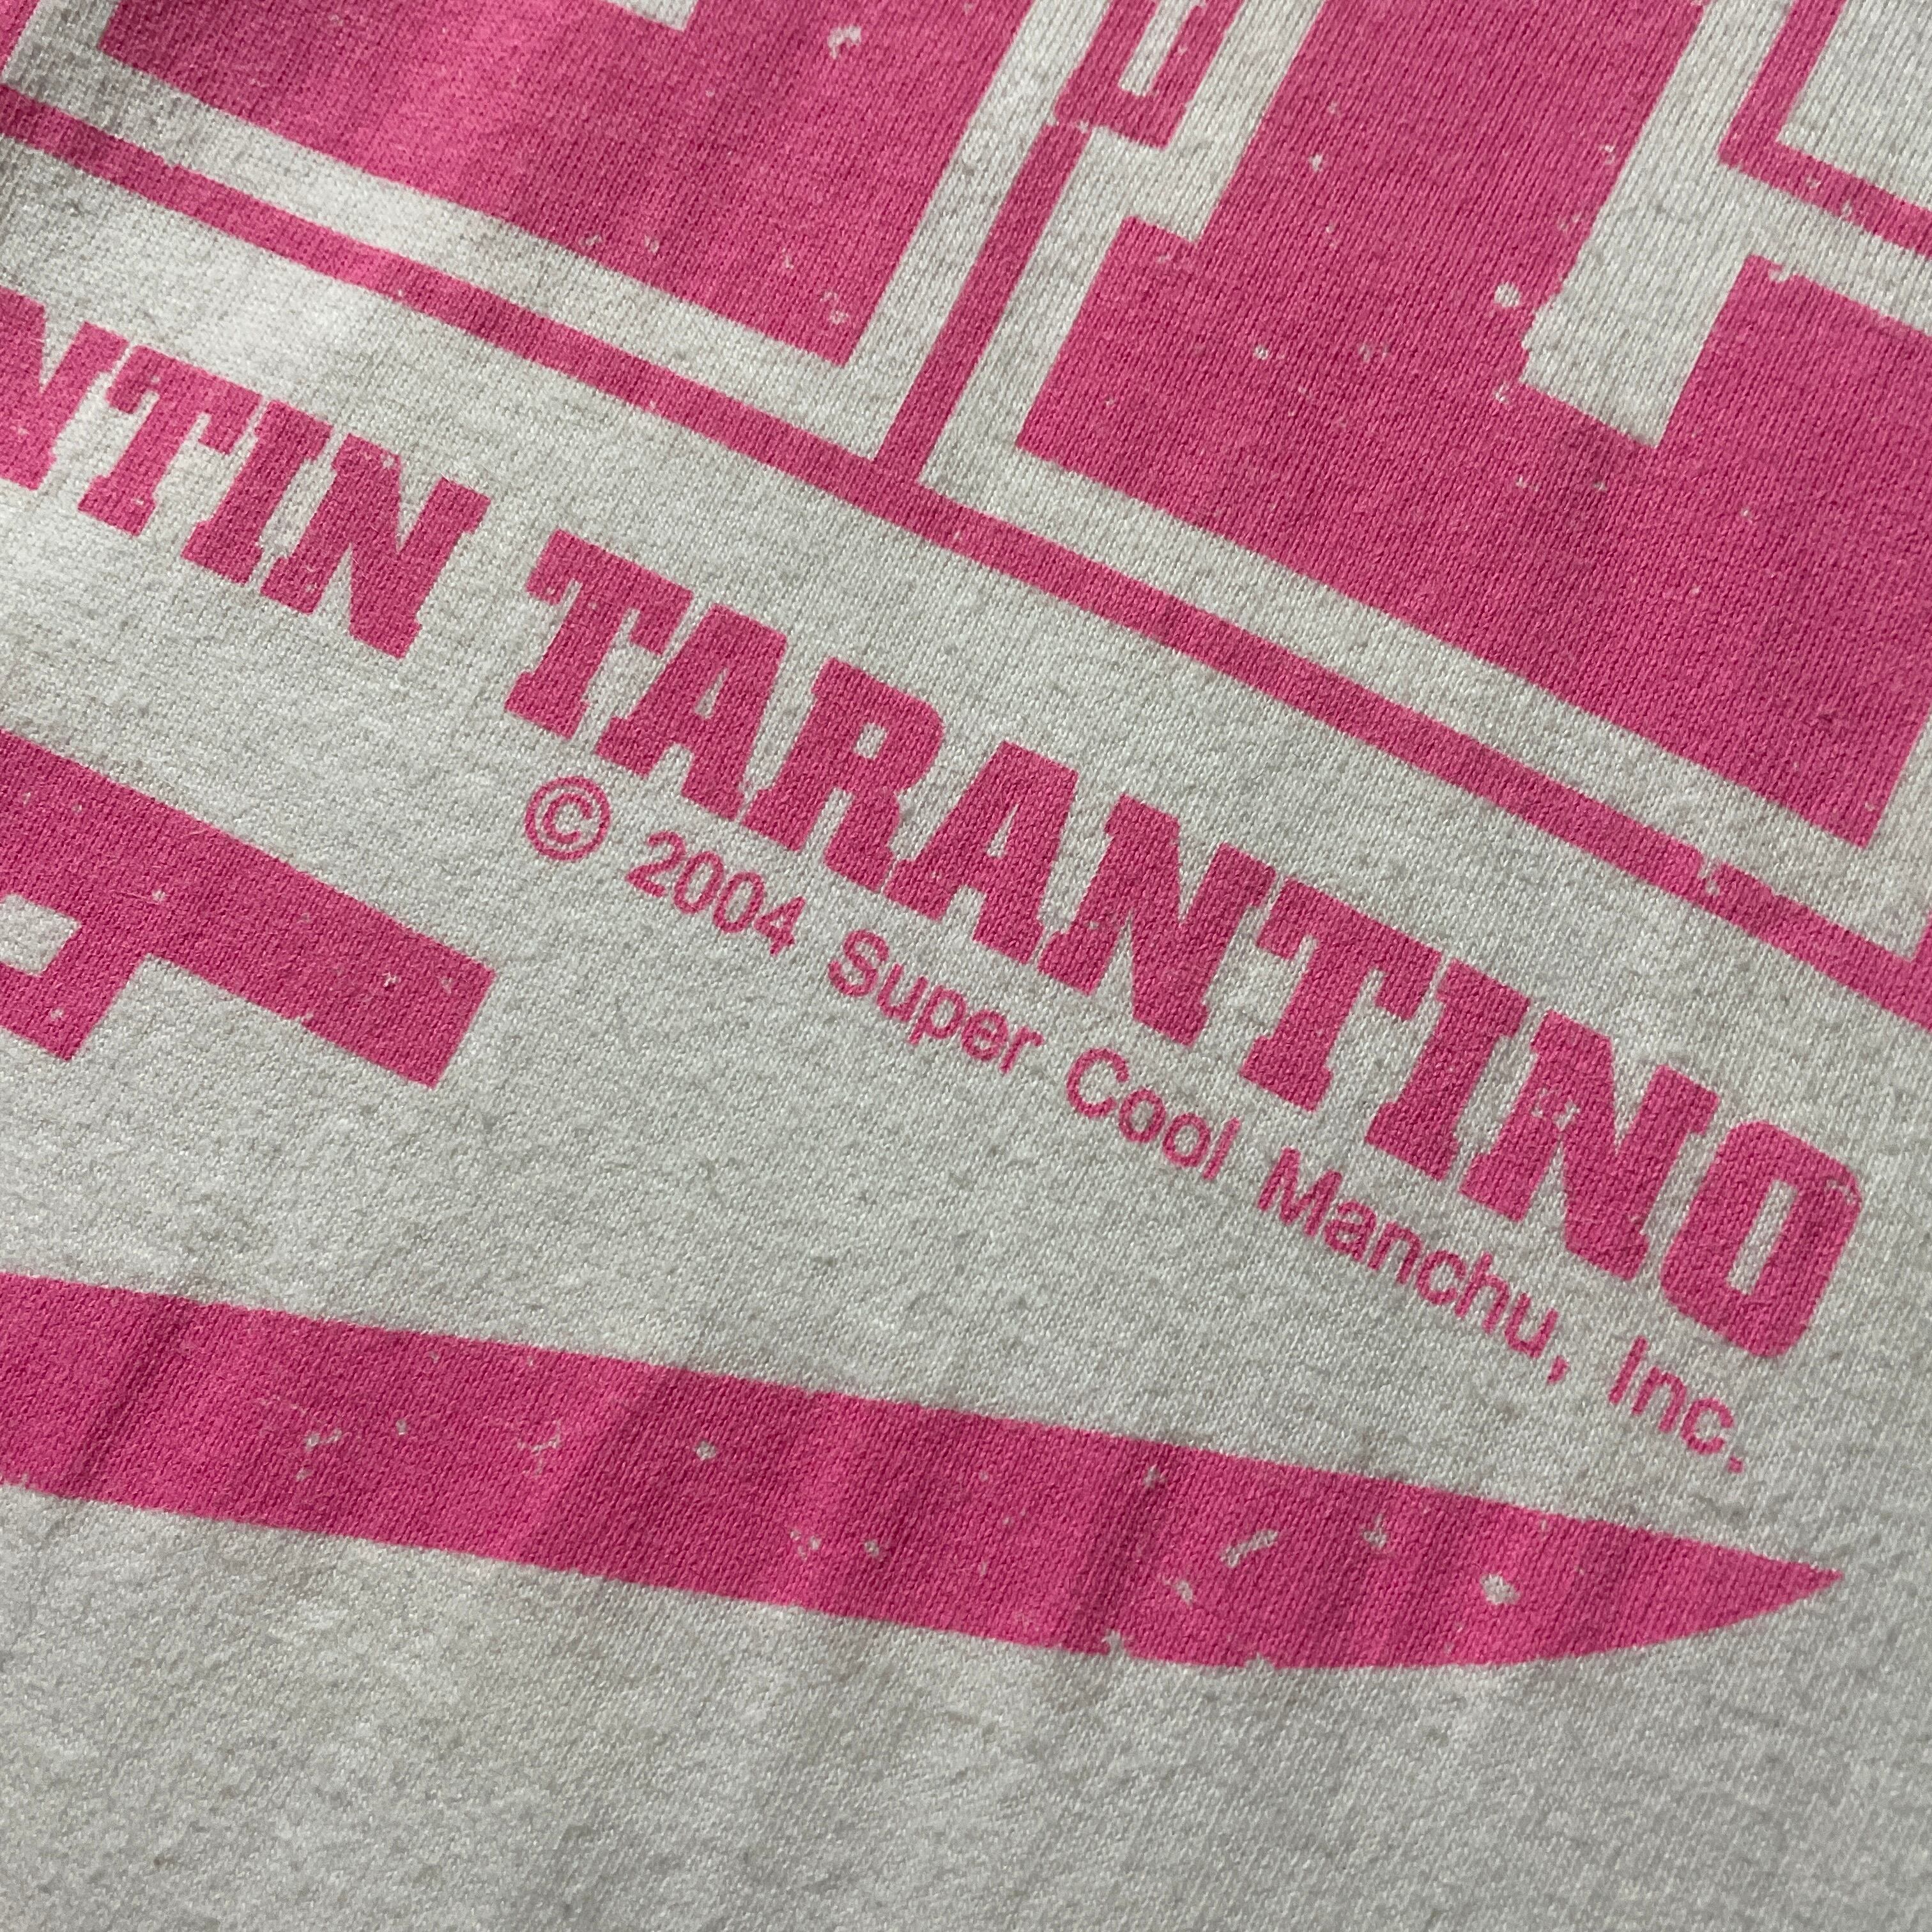 NTIN TARANTINO
© 2004 Super Cool Manchu, Inc.